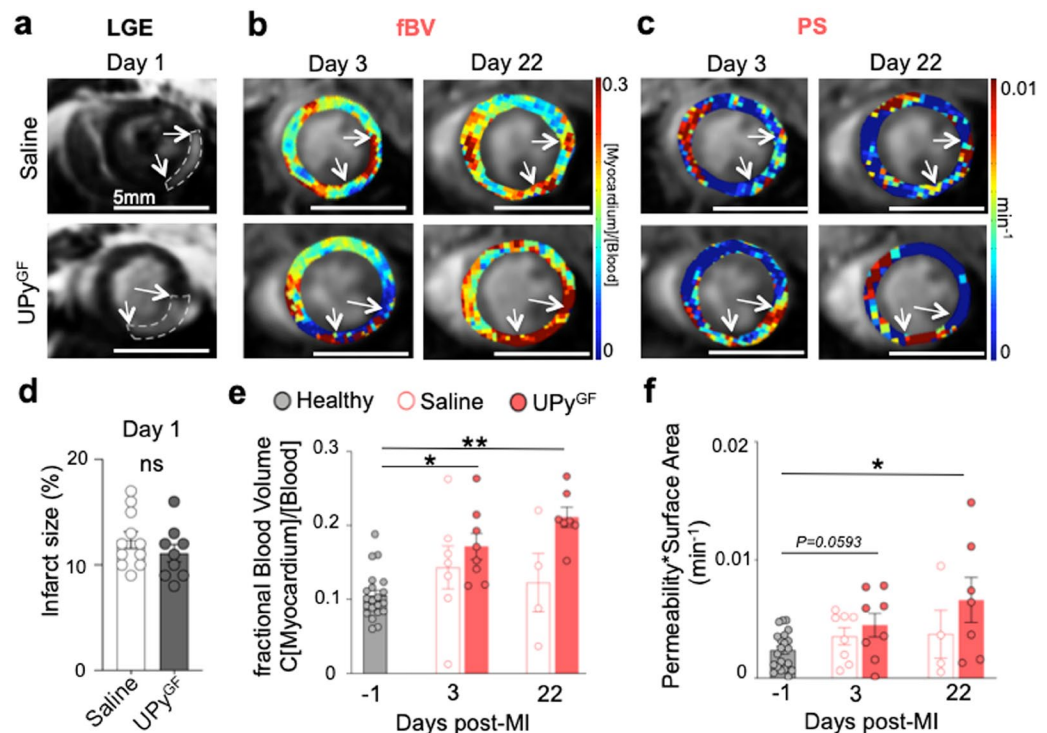 a LGE b fBV c PS
Day 1 Day 3 Day 22 Day 3 Day 22
Saline
5mm
0.3
[Myocardium]/[Blood]
0
0.01
min-1
0
UPyGF
d
Day 1
ns
Infarct size (%)
20
10
0
Saline
UPyGF
e Healthy Saline UPyGF
fractional Blood Volume
C[Myocardium]/[Blood]
0.3
0.2
0.1
0
**
*
-1 3 22
Days post-MI
f
Permeability*Surface Area
(min-1)
0.02
0.01
0
*
P=0.0593
-1 3 22
Days post-MI